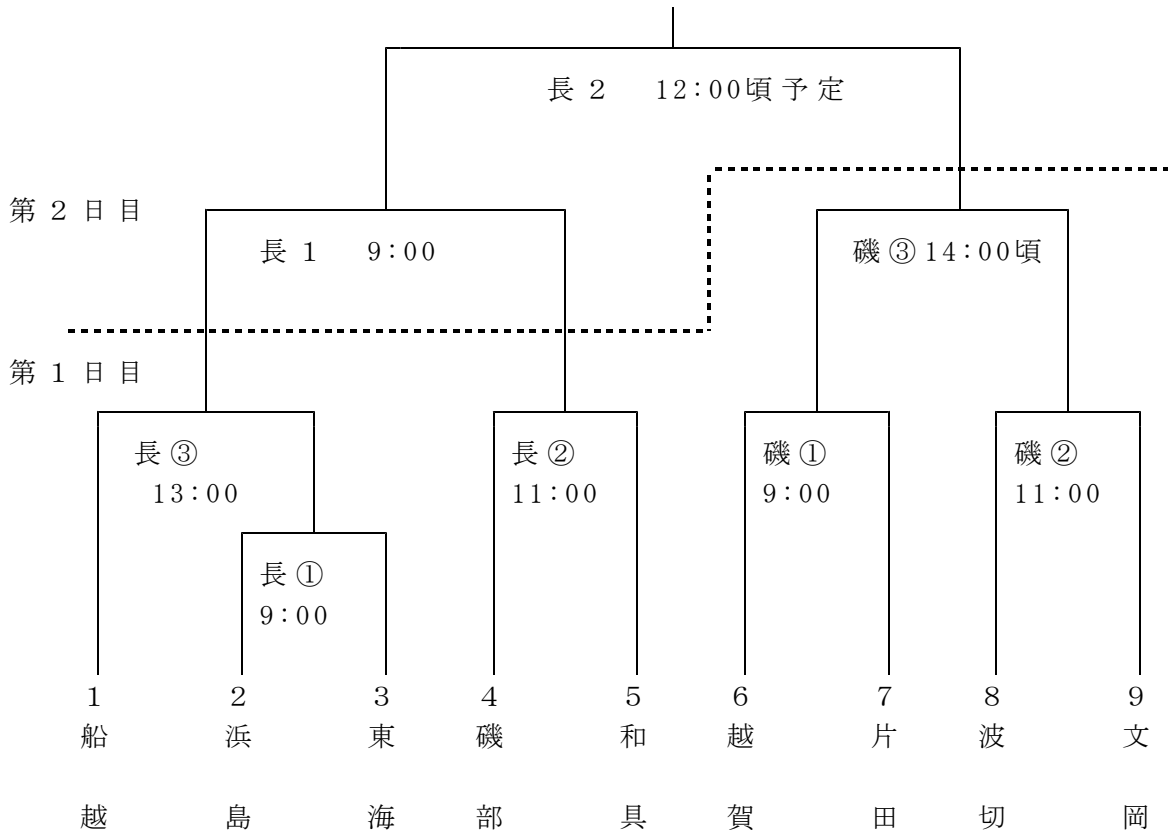 長2 12:00頃予定
第2日目
長1 9:00
磯③14:00頃
第1日目
長③
13:00
長②
11:00
磯①
9:00
磯②
11:00
長①
9:00
1 船越
2 浜島
3 東海
4 磯部
5 和具
6 越賀
7 片田
8 波切
9 文岡